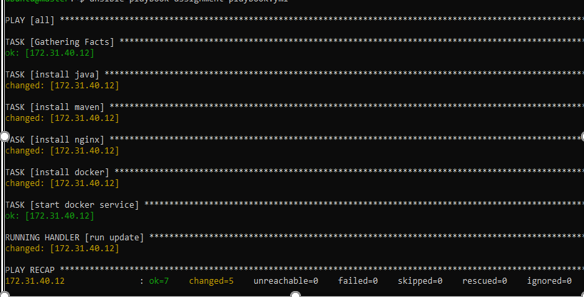 PLAY [all] ****************************************************************************************************
TASK [Gathering Facts] ****************************************************************************************
ok: [172.31.40.12]
TASK [install java] *******************************************************************************************
changed: [172.31.40.12]
TASK [install maven] ******************************************************************************************
changed: [172.31.40.12]
TASK [install nginx] ******************************************************************************************
changed: [172.31.40.12]
TASK [install docker] *****************************************************************************************
changed: [172.31.40.12]
TASK [start docker service] ***********************************************************************************
ok: [172.31.40.12]
RUNNING HANDLER [run update] **********************************************************************************
changed: [172.31.40.12]
PLAY RECAP ****************************************************************************************************
172.31.40.12 : ok=7 changed=5 unreachable=0 failed=0 skipped=0 rescued=0 ignored=0